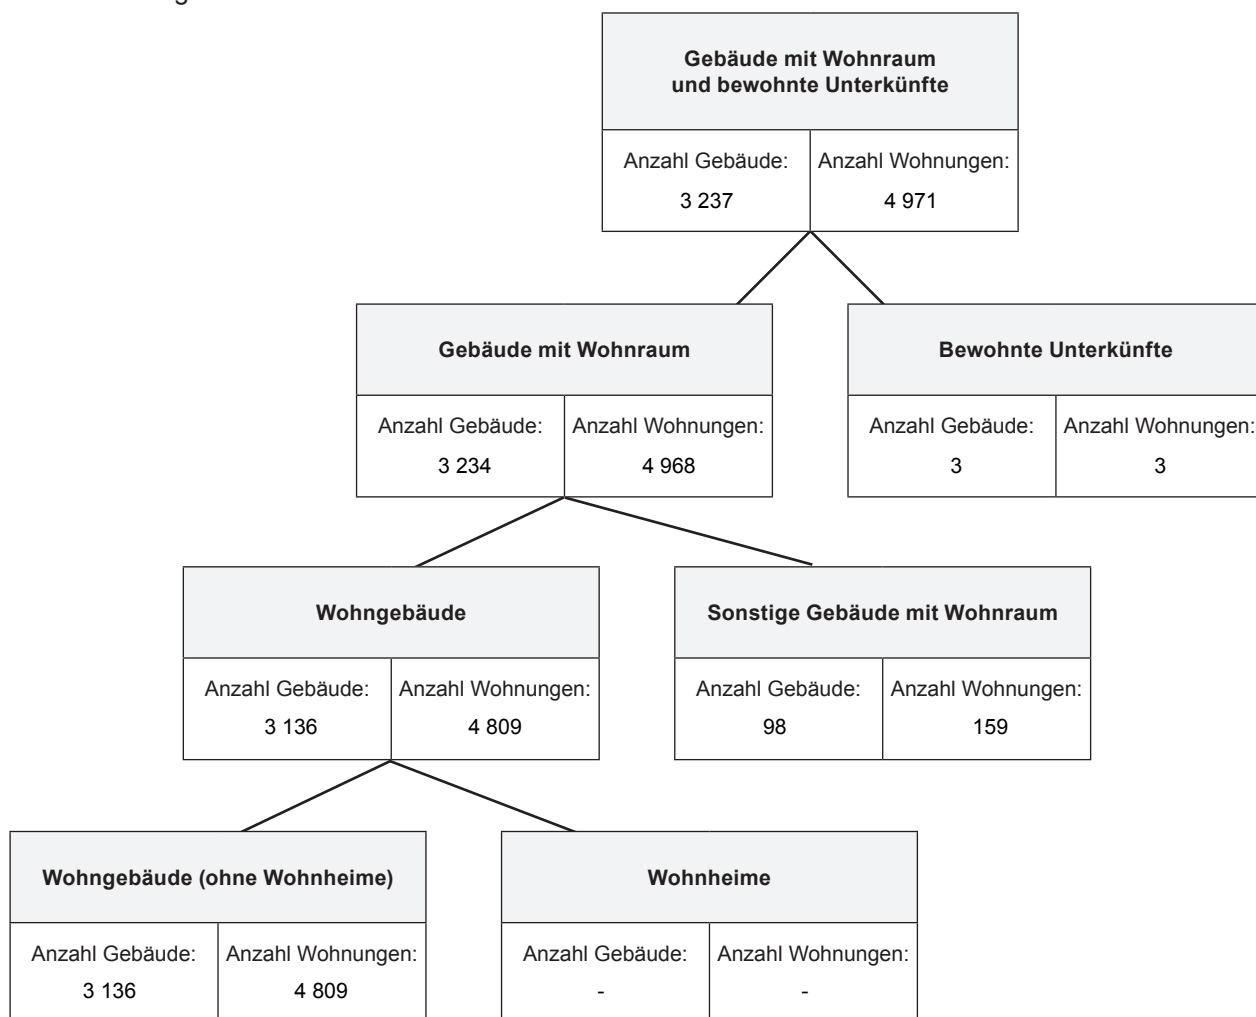 Gebäude mit Wohnraum
und bewohnte Unterkünfte
Anzahl Gebäude: Anzahl Wohnungen:
3 237 4 971
Gebäude mit Wohnraum
Anzahl Gebäude: Anzahl Wohnungen:
3 234 4 968
Bewohnte Unterkünfte
Anzahl Gebäude: Anzahl Wohnungen:
3 3
Wohngebäude
Anzahl Gebäude: Anzahl Wohnungen:
3 136 4 809
Sonstige Gebäude mit Wohnraum
Anzahl Gebäude: Anzahl Wohnungen:
98 159
Wohngebäude (ohne Wohnheime)
Anzahl Gebäude: Anzahl Wohnungen:
3 136 4 809
Wohnheime
Anzahl Gebäude: Anzahl Wohnungen:
- -